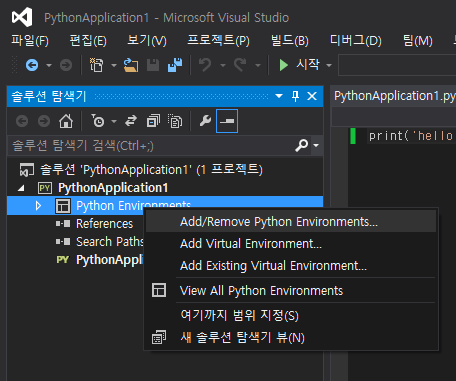 PythonApplication1 - Microsoft Visual Studio
파일(F) 편집(E) 보기(V) 프로젝트(P) 빌드(B) 디버그(D) 팀(M)
시작
솔루션 탐색기
PythonApplication1.py
솔루션 탐색기 검색(Ctrl+;)
print('hello
솔루션 'PythonApplication1' (1 프로젝트)
PY PythonApplication1
Python Environments
References
Search Paths
PY PythonAppli
Add/Remove Python Environments...
Add Virtual Environment...
Add Existing Virtual Environment...
View All Python Environments
여기까지 범위 지정(S)
새 솔루션 탐색기 뷰(N)